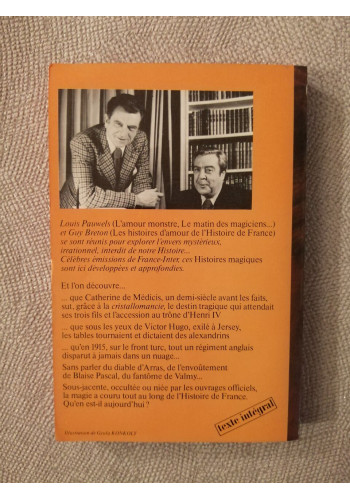 Louis Pauwels (L'amour monstre, Le matin des magiciens...)
et Guy Breton (Les histoires d'amour de l'Histoire de France)
se sont réunis pour explorer l'envers mystérieux,
irrationnel, interdit de notre Histoire...
Célèbres émissions de France-Inter, ces Histoires magiques
sont ici développées et approfondies.
Et l'on découvre...
... que Catherine de Médicis, un demi-siècle avant les faits,
sut, grâce à la cristallomancie, le destin tragique qui attendait
ses trois fils et l'accession au trône d'Henri IV
... que sous les yeux de Victor Hugo, exilé à Jersey,
les tables tournaient et dictaient des alexandrins
... qu'en 1915, sur le front turc, tout un régiment anglais
disparut à jamais dans un nuage...
Sans parler du diable d'Arras, de l'envoûtement
de Blaise Pascal, du fantôme de Valmy...
Sous-jacente, occultée ou niée par les ouvrages officiels,
la magie a couru tout au long de l'Histoire de France.
Qu'en est-il aujourd'hui ?
texte intégral
Illustration de Gyula KONKOLY